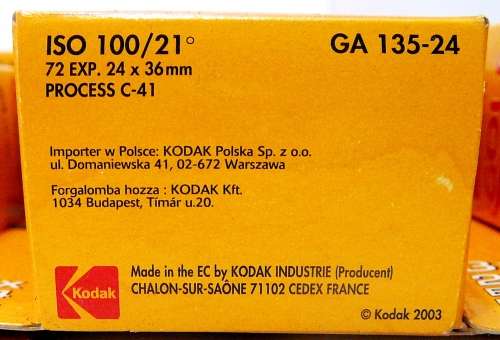 ISO 100/21° GA 135-24
72 EXP. 24 x 36mm
PROCESS C-41
Importer w Polsce: KODAK Polska Sp. z o.o.
ul. Domaniewska 41, 02-672 Warszawa
Forgalomba hozza : KODAK Kft.
1034 Budapest, Tímár u.20.
Kodak
Made in the EC by KODAK INDUSTRIE (Producent)
CHALON-SUR-SAÔNE 71102 CEDEX FRANCE
© Kodak 2003